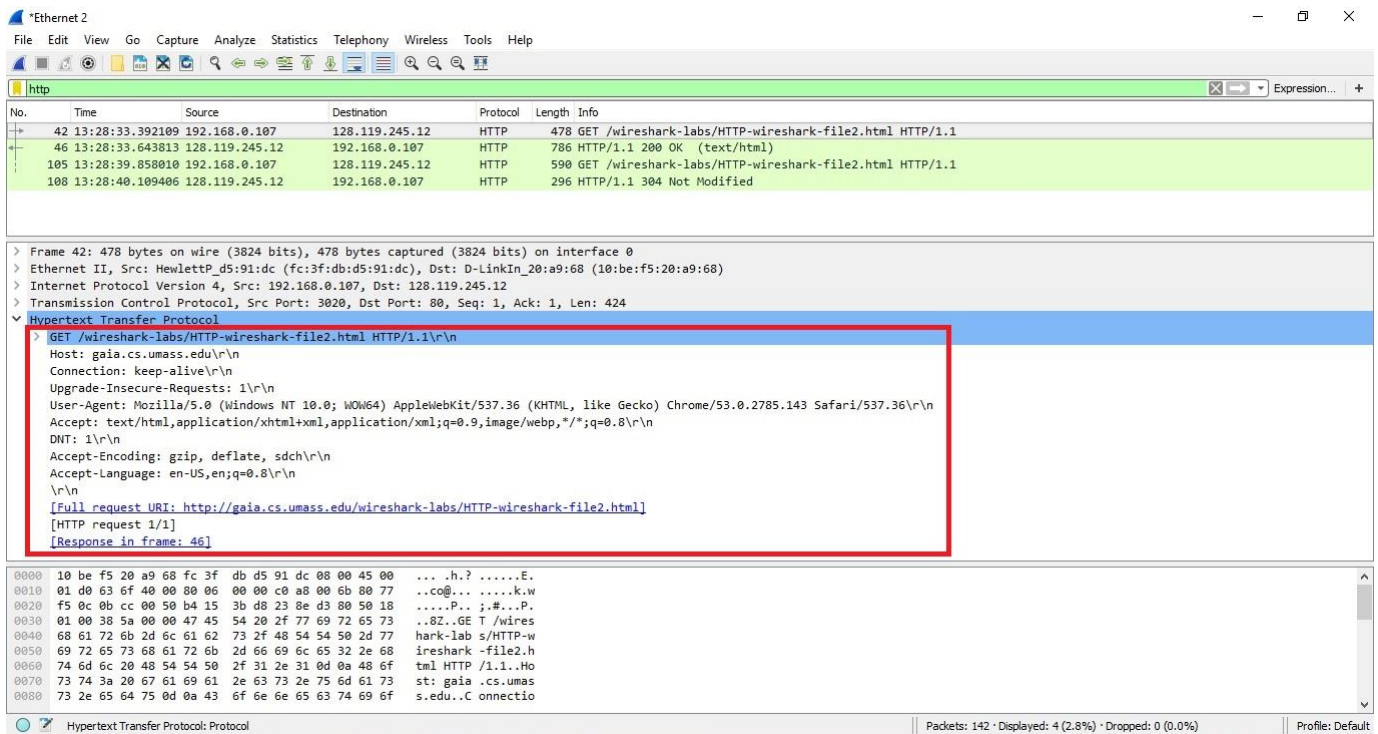 *Ethernet 2
File Edit View Go Capture Analyze Statistics Telephony Wireless Tools Help
http
Expression... +
No. Time Source Destination Protocol Length Info
42 13:28:33.392109 192.168.0.107 128.119.245.12 HTTP 478 GET /wireshark-labs/HTTP-wireshark-file2.html HTTP/1.1
46 13:28:33.643813 128.119.245.12 192.168.0.107 HTTP 786 HTTP/1.1 200 OK (text/html)
105 13:28:39.858010 192.168.0.107 128.119.245.12 HTTP 590 GET /wireshark-labs/HTTP-wireshark-file2.html HTTP/1.1
108 13:28:40.109406 128.119.245.12 192.168.0.107 HTTP 296 HTTP/1.1 304 Not Modified
> Frame 42: 478 bytes on wire (3824 bits), 478 bytes captured (3824 bits) on interface 0
> Ethernet II, Src: HewlettP_d5:91:dc (fc:3f:db:d5:91:dc), Dst: D-LinkIn_20:a9:68 (10:be:f5:20:a9:68)
> Internet Protocol Version 4, Src: 192.168.0.107, Dst: 128.119.245.12
> Transmission Control Protocol, Src Port: 3020, Dst Port: 80, Seq: 1, Ack: 1, Len: 424
Hypertext Transfer Protocol
> GET /wireshark-labs/HTTP-wireshark-file2.html HTTP/1.1\r\n
Host: gaia.cs.umass.edu\r\n
Connection: keep-alive\r\n
Upgrade-Insecure-Requests: 1\r\n
User-Agent: Mozilla/5.0 (Windows NT 10.0; WOW64) AppleWebKit/537.36 (KHTML, like Gecko) Chrome/53.0.2785.143 Safari/537.36\r\n
Accept: text/html,application/xhtml+xml,application/xml;q=0.9,image/webp,*/*;q=0.8\r\n
DNT: 1\r\n
Accept-Encoding: gzip, deflate, sdch\r\n
Accept-Language: en-US,en;q=0.8\r\n
\r\n
[Full request URI: http://gaia.cs.umass.edu/wireshark-labs/HTTP-wireshark-file2.html]
[HTTP request 1/1]
[Response in frame: 46]
0000 10 be f5 20 a9 68 fc 3f db d5 91 dc 08 00 45 00 ... .h.? ......E.
0010 01 d0 63 6f 40 00 80 06 00 00 c0 a8 00 6b 80 77 ..co@... .....k.w
0020 f5 0c 0b cc 00 50 b4 15 3b d8 23 8e d3 80 50 18 .....P.. ;.#...P.
0030 01 00 38 5a 00 00 47 45 54 20 2f 77 69 72 65 73 ..8Z..GE T /wires
0040 68 61 72 6b 2d 6c 61 62 73 2f 48 54 54 50 2d 77 hark-lab s/HTTP-w
0050 69 72 65 73 68 61 72 6b 2d 66 69 6c 65 32 2e 68 ireshark -file2.h
0060 74 6d 6c 20 48 54 54 50 2f 31 2e 31 0d 0a 48 6f tml HTTP /1.1..Ho
0070 73 74 3a 20 67 61 69 61 2e 63 73 2e 75 6d 61 73 st: gaia .cs.umas
0080 73 2e 65 64 75 0d 0a 43 6f 6e 6e 65 63 74 69 6f s.edu..C onnectio
Hypertext Transfer Protocol: Protocol
Packets: 142 · Displayed: 4 (2.8%) · Dropped: 0 (0.0%)
Profile: Default